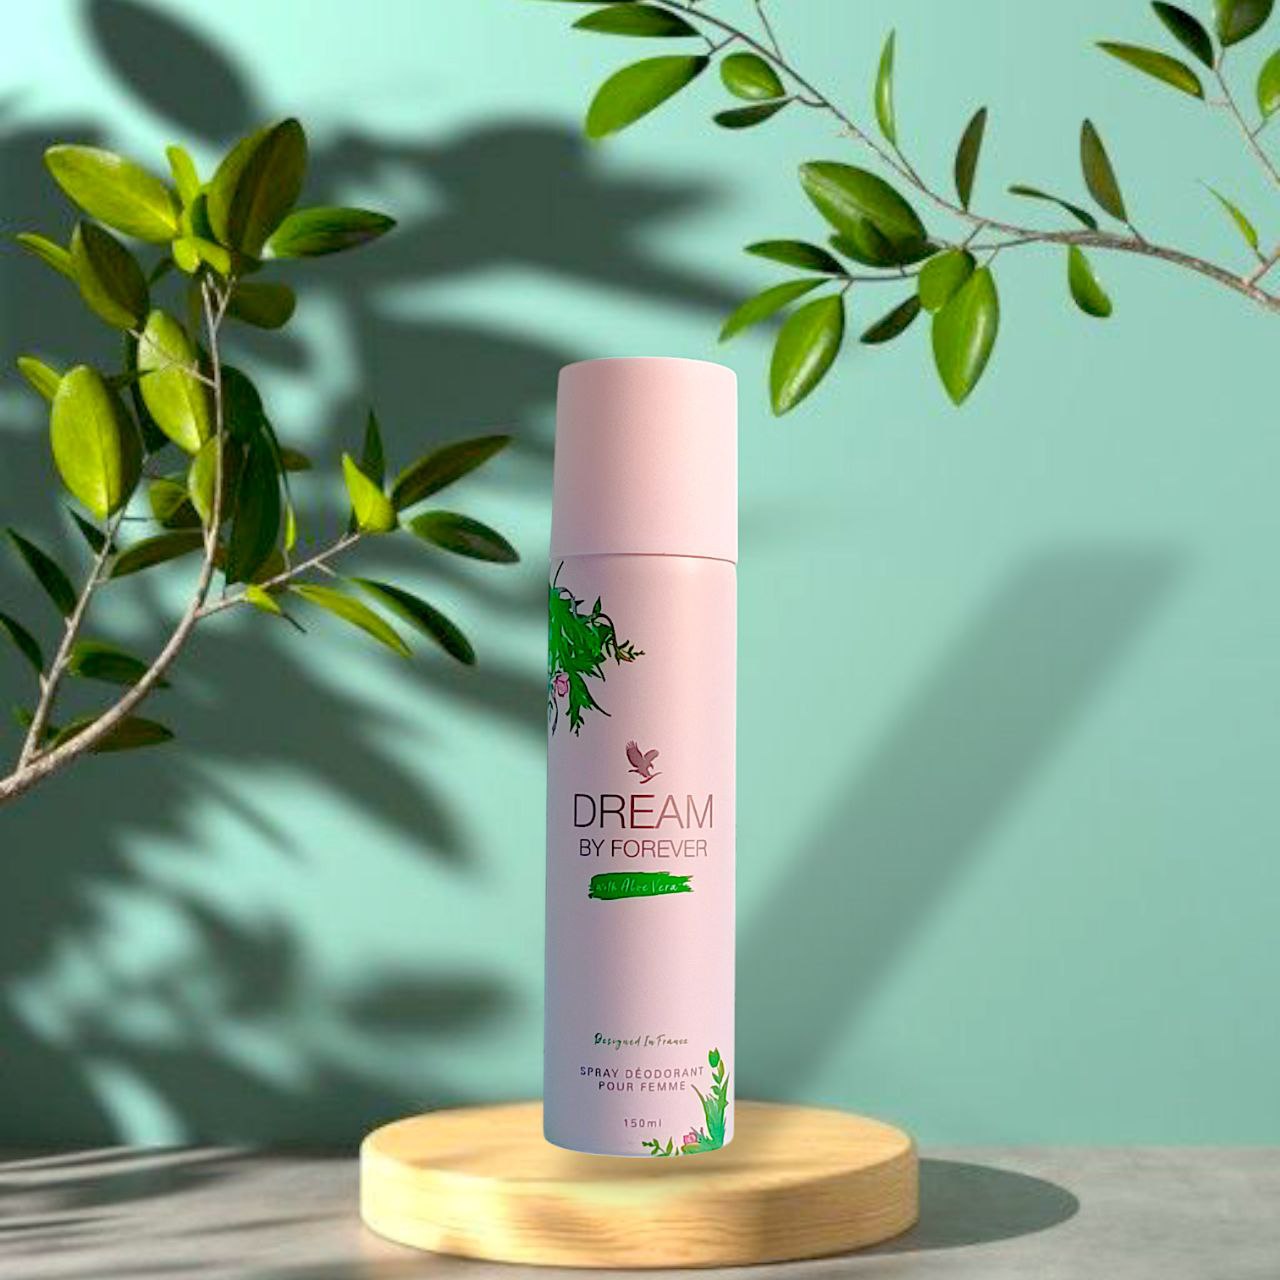 DREAM
BY FOREVER
with Aloe Vera
Designed In France
SPRAY DÉODORANT
POUR FEMME
150ml